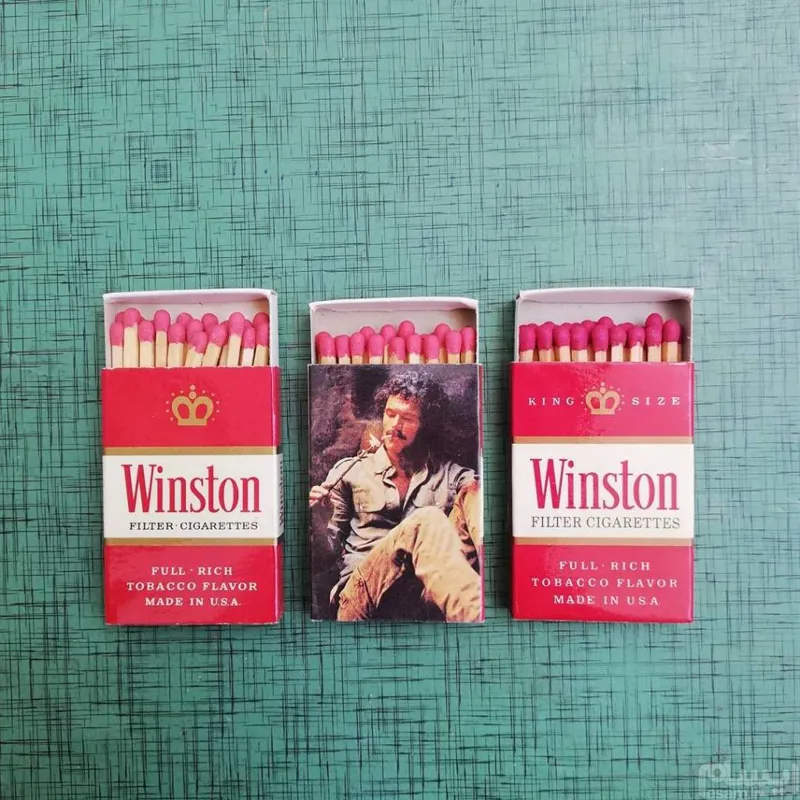 Winston
FILTER·CIGARETTES
FULL·RICH
TOBACCO FLAVOR
MADE IN U.S.A.
KING SIZE
Winston
FILTER CIGARETTES
FULL·RICH
TOBACCO FLAVOR
MADE IN U.S.A